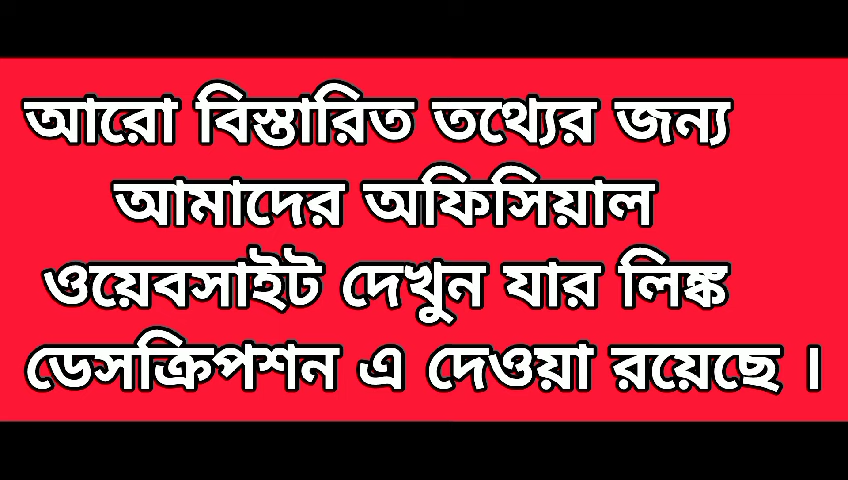 আরো বিস্তারিত তথ্যের জন্য
আমাদের অফিসিয়াল
ওয়েবসাইট দেখুন যার লিঙ্ক
ডেসক্রিপশন এ দেওয়া রয়েছে ।